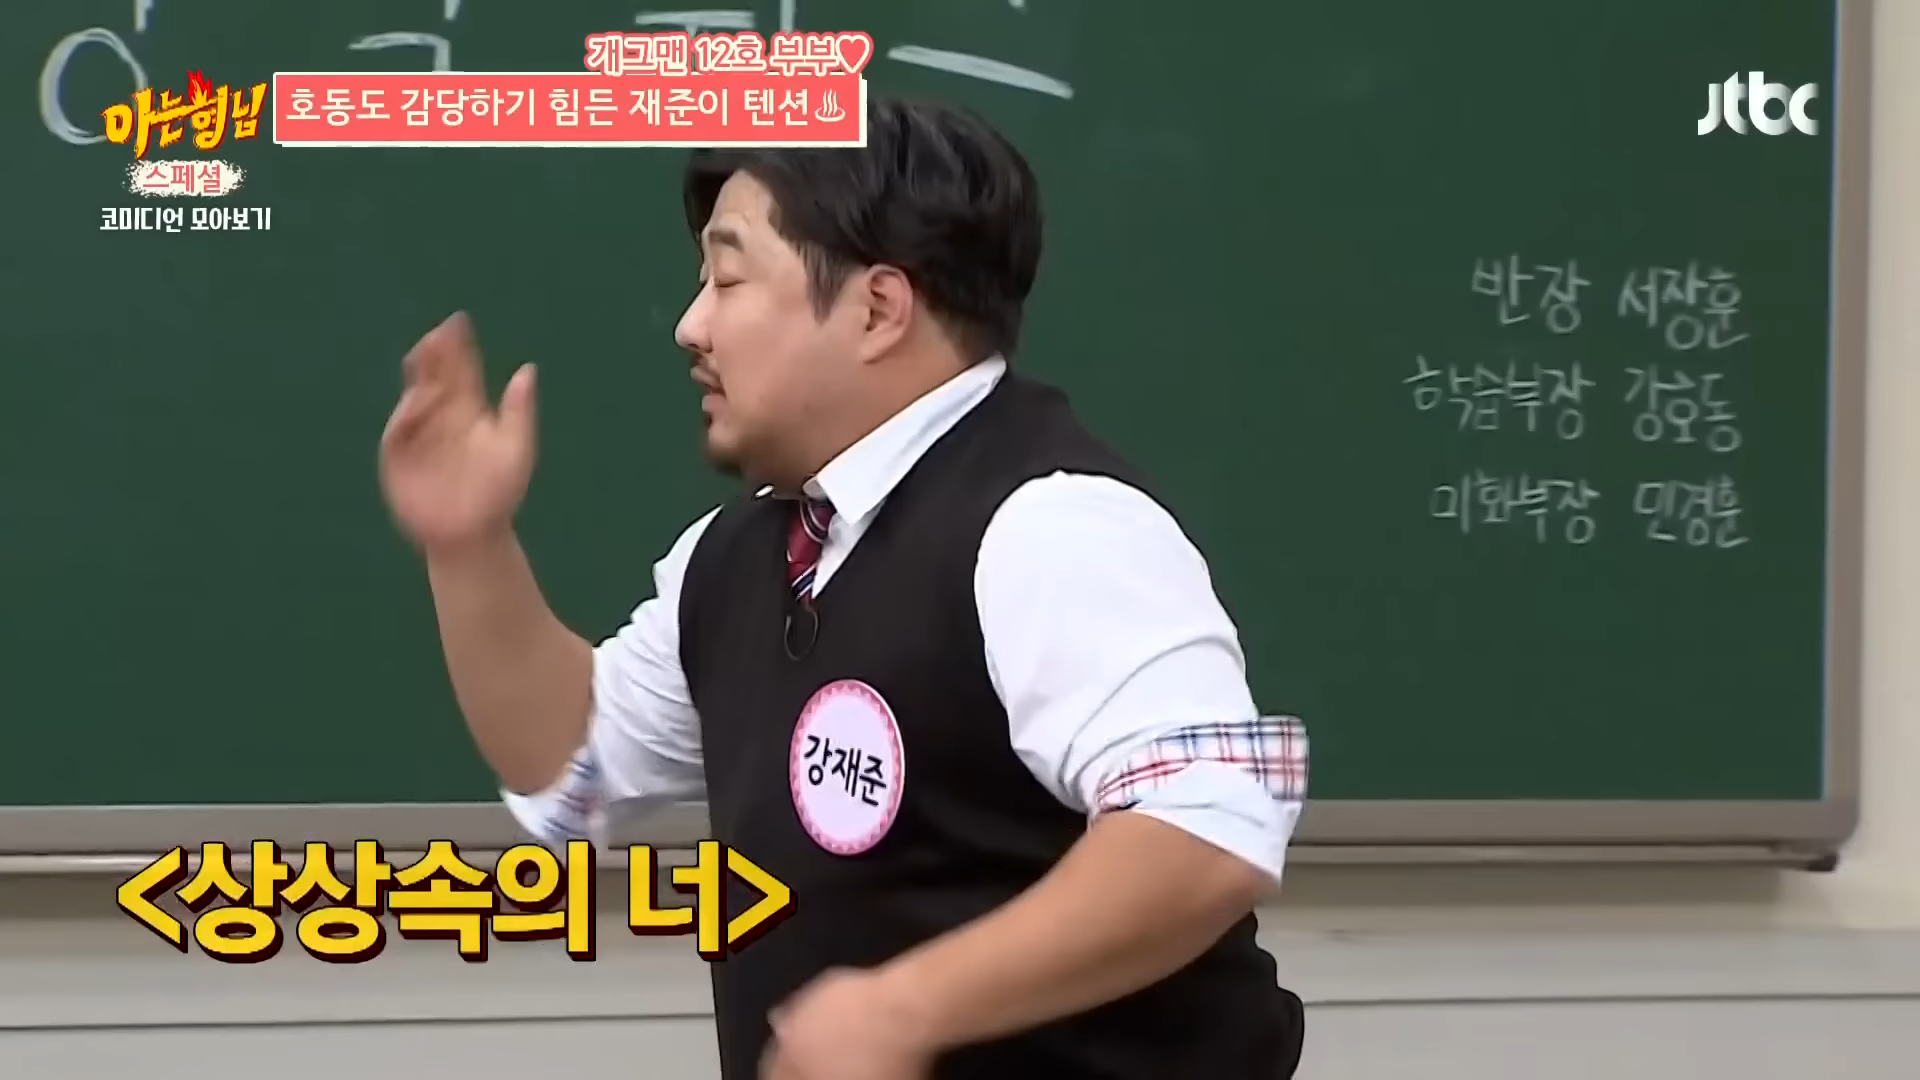 개그맨 12호 부부♥
호동도 감당하기 힘든 재준이 텐션♨
아는형님
스페셜
코미디언 모아보기
jtbc
반장 서장훈
학습부장 강호동
미화부장 민경훈
강재준
<상상속의 너>